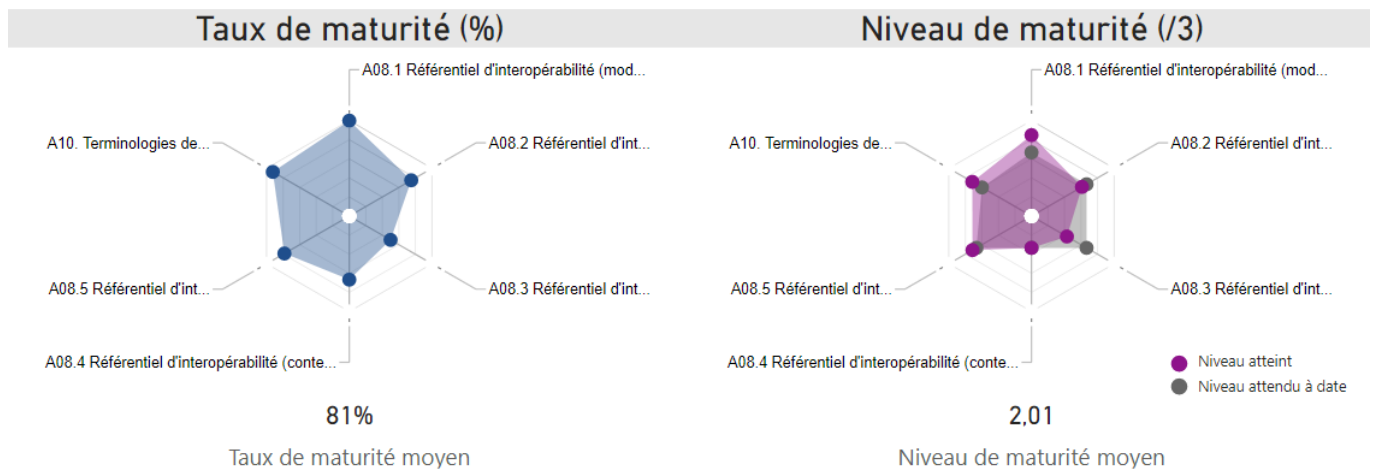 Taux de maturité (%)
A08.1 Référentiel d'interopérabilité (mod...
A10. Terminologies de...
A08.2 Référentiel d'int...
A08.5 Référentiel d'int...
A08.3 Référentiel d'int...
A08.4 Référentiel d'interopérabilité (conte...
81%
Taux de maturité moyen
Niveau de maturité (/3)
A08.1 Référentiel d'interopérabilité (mod...
A10. Terminologies de...
A08.2 Référentiel d'int...
A08.5 Référentiel d'int...
A08.3 Référentiel d'int...
A08.4 Référentiel d'interopérabilité (conte...
Niveau atteint
Niveau attendu à date
2,01
Niveau de maturité moyen